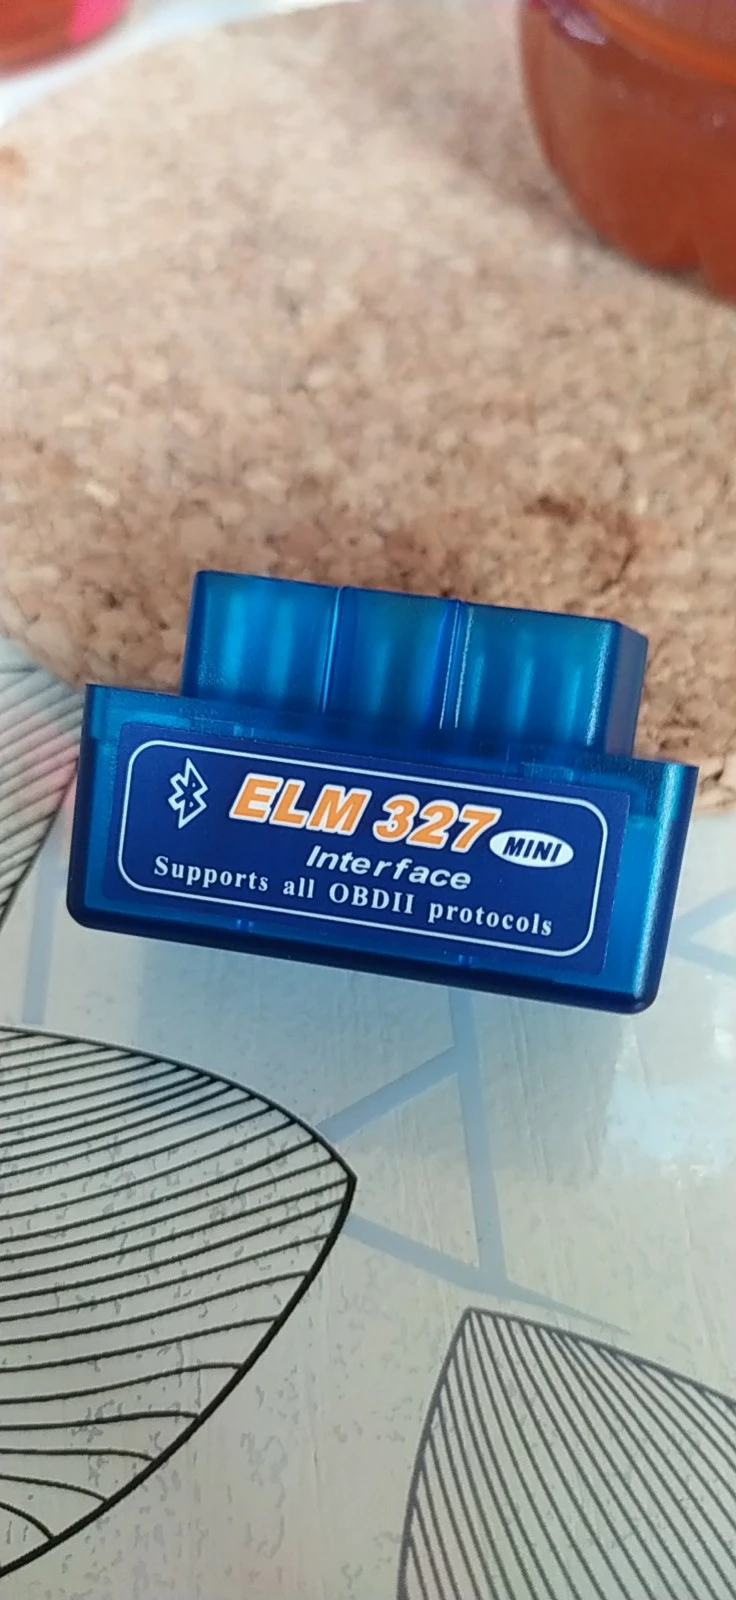 ELM 327 MINI
Interface
Supports all OBDII protocols